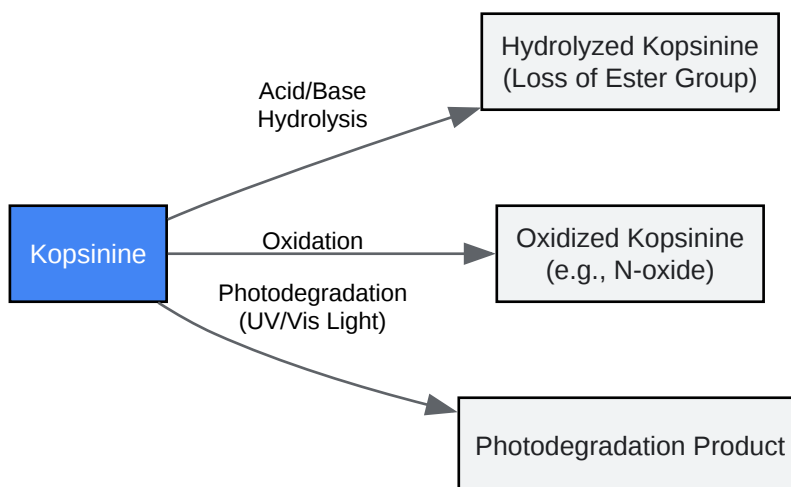 Hydrolyzed Kopsinine
(Loss of Ester Group)
Acid/Base
Hydrolysis
Kopsinine
Oxidation
Oxidized Kopsinine
(e.g., N-oxide)
Photodegradation
(UV/Vis Light)
Photodegradation Product